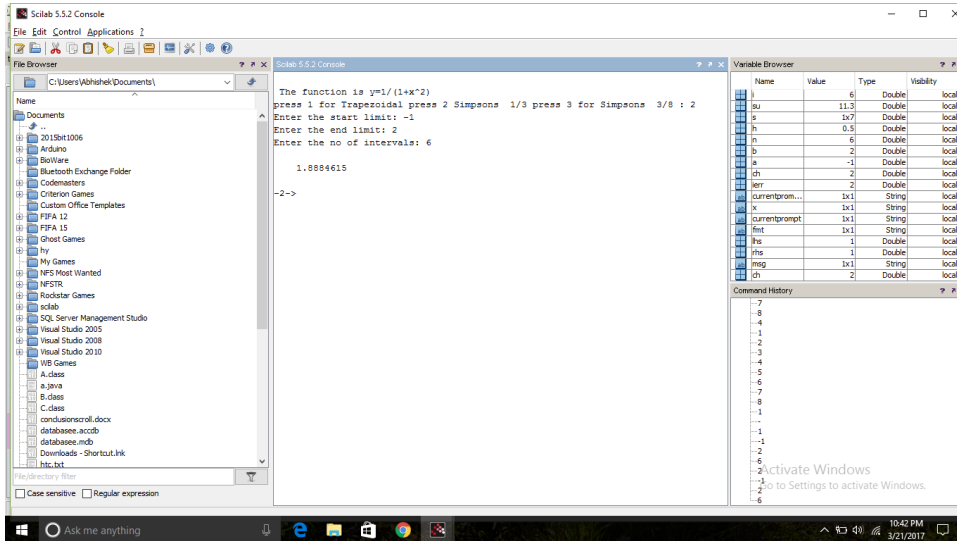 Scilab 5.5.2 Console
File Edit Control Applications ?
File Browser
C:\Users\Abhishek\Documents\
Name
Documents
..
2015bit1006
Arduino
BioWare
Bluetooth Exchange Folder
Codemasters
Criterion Games
Custom Office Templates
FIFA 12
FIFA 15
Ghost Games
hy
My Games
NFS Most Wanted
NFSTR
Rockstar Games
scilab
SQL Server Management Studio
Visual Studio 2005
Visual Studio 2008
Visual Studio 2010
WB Games
A.class
a.java
B.class
C.class
conclusionscroll.docx
databasee.accdb
databasee.mdb
Downloads - Shortcut.lnk
htc.txt
File/directory filter
Case sensitive Regular expression
Scilab 5.5.2 Console
The function is y=1/(1+x^2)
press 1 for Trapezoidal press 2 Simpsons 1/3 press 3 for Simpsons 3/8 : 2
Enter the start limit: -1
Enter the end limit: 2
Enter the no of intervals: 6
1.8884615
-2->
Variable Browser
Name Value Type Visibility
i 6 Double local
su 11.3 Double local
s 1x7 Double local
h 0.5 Double local
n 6 Double local
b 2 Double local
a -1 Double local
ch 2 Double local
ierr 2 Double local
currentprom... 1x1 String local
x 1x1 String local
currentprompt 1x1 String local
fmt 1x1 String local
lhs 1 Double local
rhs 1 Double local
msg 1x1 String local
ch 2 Double local
Command History
7
8
4
1
2
3
4
5
6
7
8
1
-
1
-1
2
6
2
-1
2
6
Activate Windows
Go to Settings to activate Windows.
Ask me anything
10:42 PM
3/21/2017